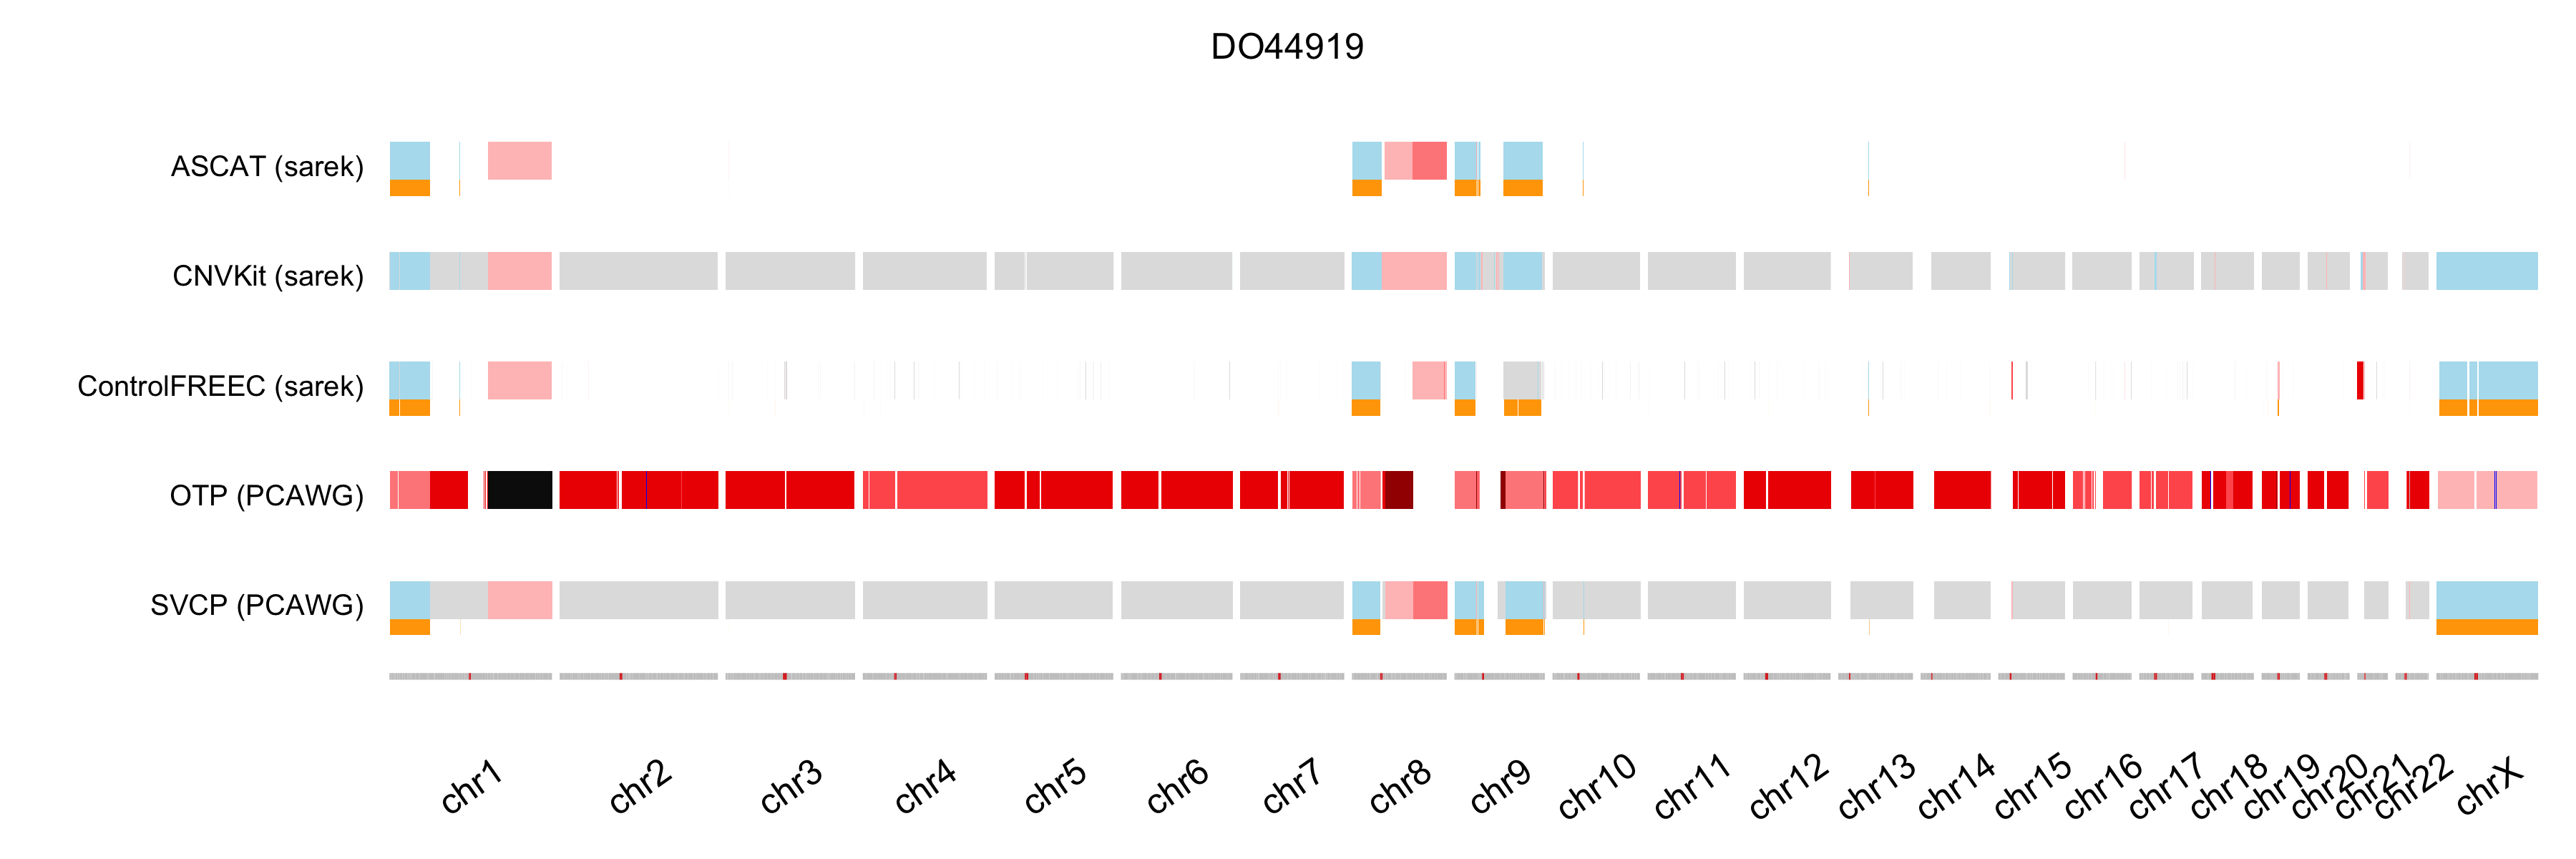 DO44919
ASCAT (sarek)
CNVKit (sarek)
ControlFREEC (sarek)
OTP (PCAWG)
SVCP (PCAWG)
chr1
chr2
chr3
chr4
chr5
chr6
chr7
chr8
chr9
chr10
chr11
chr12
chr13
chr14
chr15
chr16
chr17
chr18
chr19
chr20
chr21
chr22
chrX